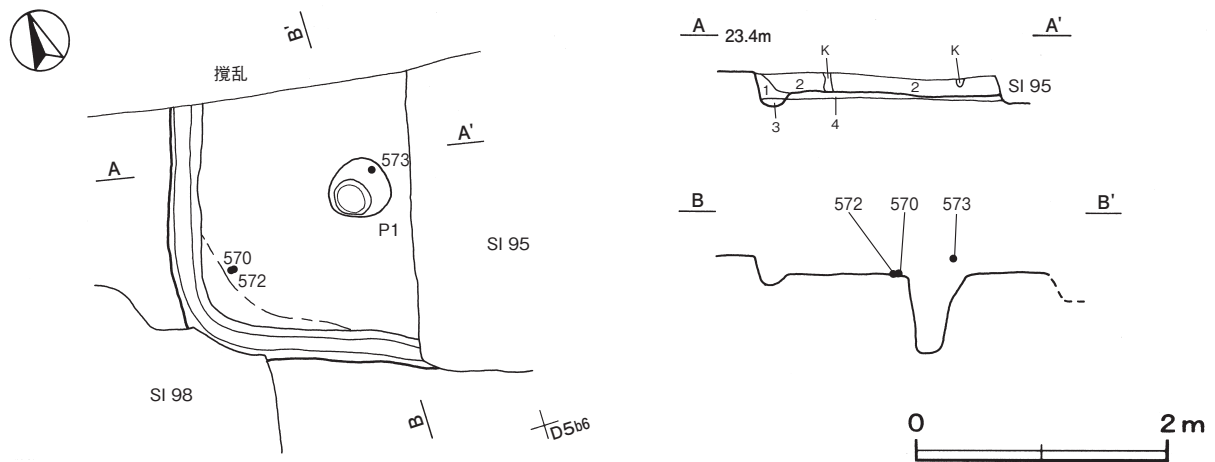 B'
撹乱
A
A'
573
P1
570
572
SI 95
SI 98
B
D5b6
A 23.4m A'
K K
SI 95
1 2 2
3 4
B B'
572 570 573
0 2 m